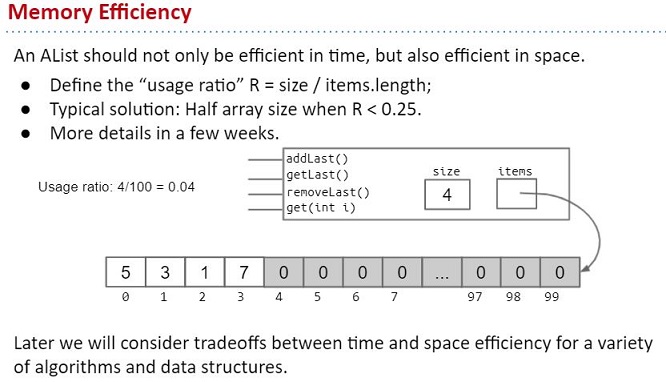 Memory Efficiency
An AList should not only be efficient in time, but also efficient in space.
● Define the “usage ratio” R = size / items.length;
● Typical solution: Half array size when R < 0.25.
● More details in a few weeks.
Usage ratio: 4/100 = 0.04
addLast()
getLast()
removeLast()
get(int i)
size
4
items
5 3 1 7 0 0 0 0 ... 0 0 0
0 1 2 3 4 5 6 7 97 98 99
Later we will consider tradeoffs between time and space efficiency for a variety
of algorithms and data structures.